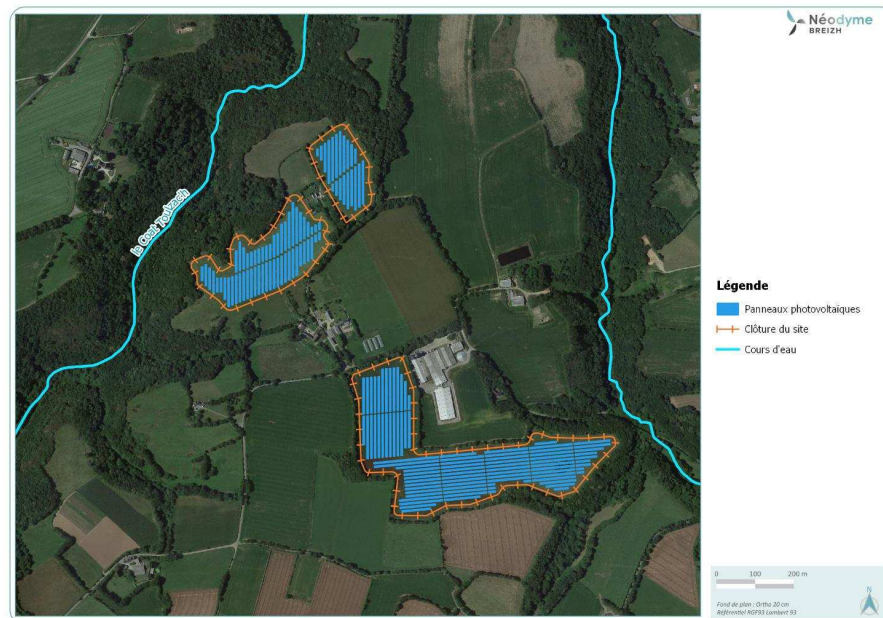 Néodyme
BREIZH
le Coat Toulzach
Légende
Panneaux photovoltaïques
Clôture du site
Cours d'eau
0 100 200 m
Fond de plan : Ortho 20 cm
Référentiel RGF93 Lambert 93
N